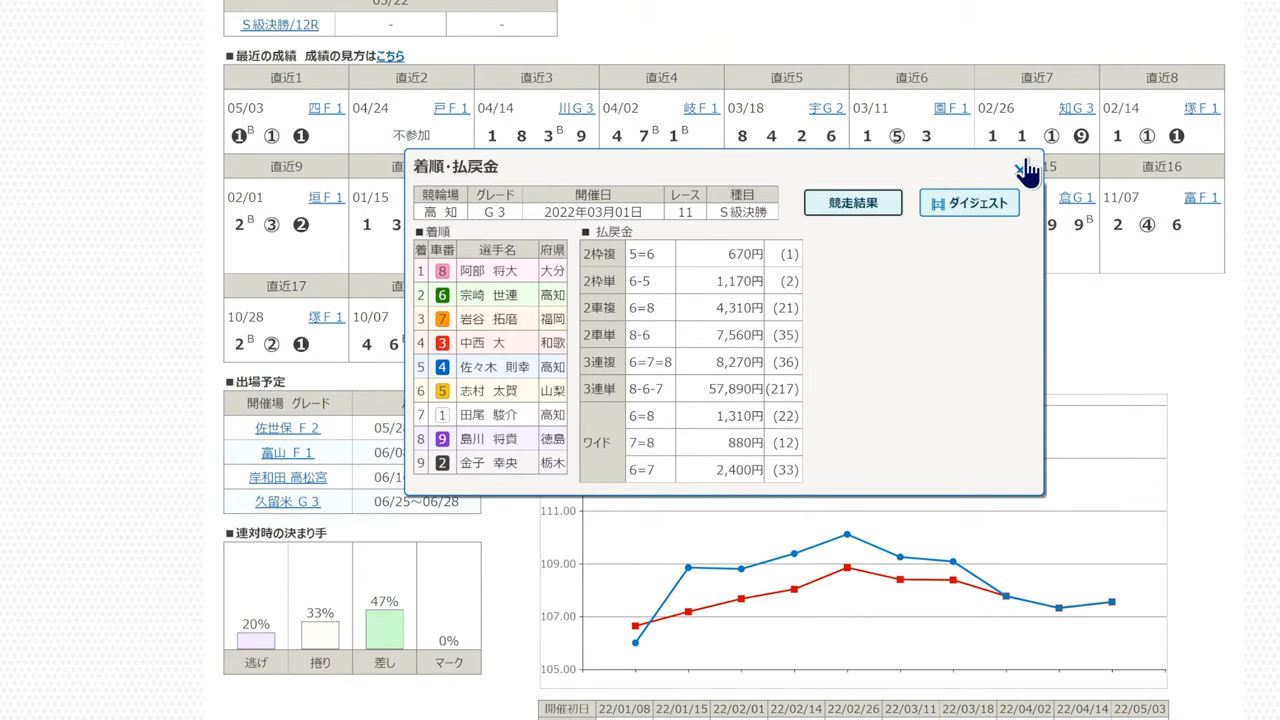 05/22
Ｓ級決勝/12R - -
■最近の成績 成績の見方はこちら
直近1 直近2 直近3 直近4 直近5 直近6 直近7 直近8
05/03 四Ｆ１ 04/24 戸Ｆ１ 04/14 川Ｇ３ 04/02 岐Ｆ１ 03/18 宇Ｇ２ 03/11 園Ｆ１ 02/26 知Ｇ３ 02/14 塚Ｆ１
❶B ① ❶ 不参加 1 8 3B 9 4 7B 1B 8 4 2 6 1 ⑤ 3 1 1 ① ❾ 1 ① ❶
直近9 15 直近16
02/01 垣Ｆ１ 01/15 倉Ｇ１ 11/07 富Ｆ１
2B ③ ❷ 1 3 9 9B 2 ④ 6
直近17
10/28 塚Ｆ１ 10/07
2B ② ❶ 4 6
着順・払戻金
競輪場 グレード 開催日 レース 種目
高 知 Ｇ３ 2022年03月01日 11 Ｓ級決勝
競走結果 ダイジェスト
■着順
着 車番 選手名 府県
1 8 阿部 将大 大分
2 6 宗崎 世連 高知
3 7 岩谷 拓磨 福岡
4 3 中西 大 和歌
5 4 佐々木 則幸 高知
6 5 志村 太賀 山梨
7 1 田尾 駿介 高知
8 9 島川 将貴 徳島
9 2 金子 幸央 栃木
■ 払戻金
2枠複 5=6 670円 (1)
2枠単 6-5 1,170円 (2)
2車複 6=8 4,310円 (21)
2車単 8-6 7,560円 (35)
3連複 6=7=8 8,270円 (36)
3連単 8-6-7 57,890円 (217)
ワイド 6=8 1,310円 (22)
7=8 880円 (12)
6=7 2,400円 (33)
■出場予定
開催場 グレード
佐世保 Ｆ２ 05/2
富山 Ｆ１ 06/0
岸和田 高松宮 06/1
久留米 Ｇ３ 06/25～06/28
■連対時の決まり手
20% 33% 47% 0%
逃げ 捲り 差し マーク
111.00
109.00
107.00
105.00
開催初日 22/01/08 22/01/15 22/02/01 22/02/14 22/02/26 22/03/11 22/03/18 22/04/02 22/04/14 22/05/03